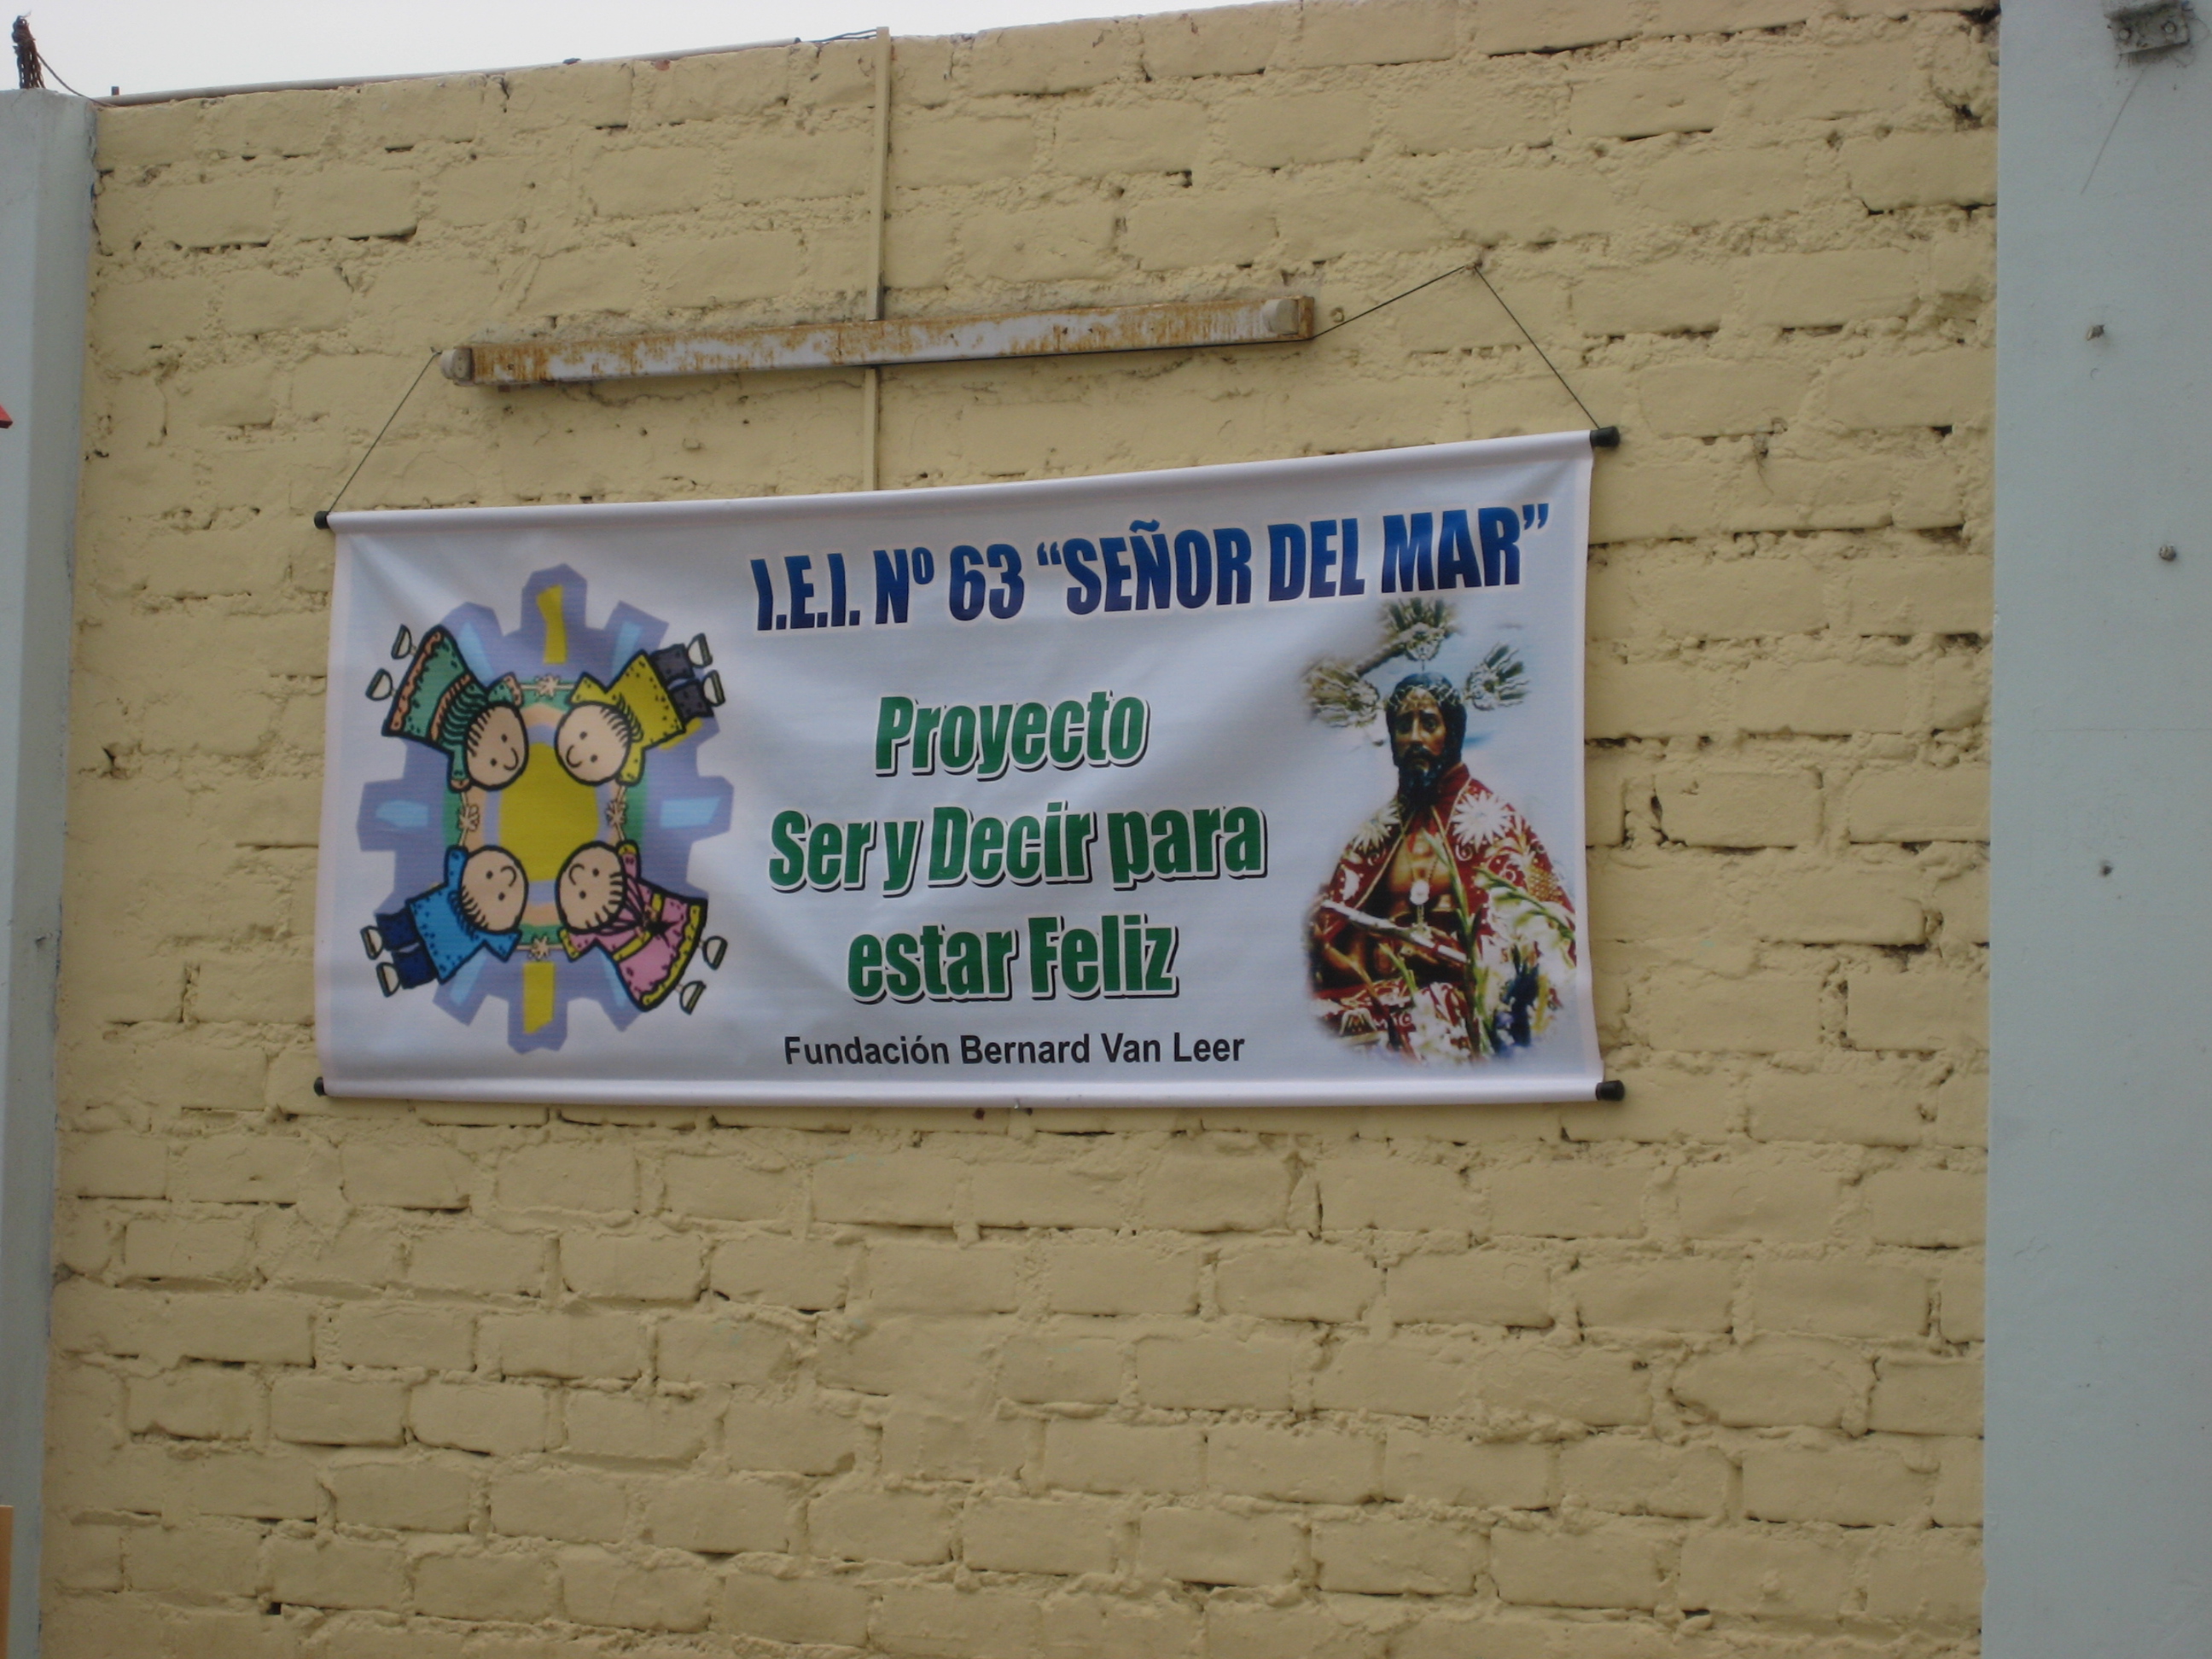 I.E.I. Nº 63 “SEÑOR DEL MAR”
Proyecto
Ser y Decir para
estar Feliz
Fundación Bernard Van Leer